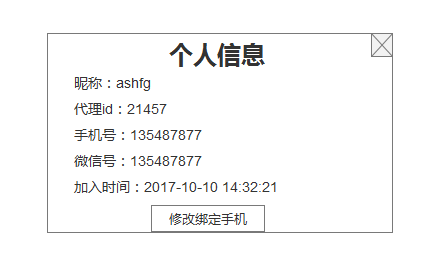 个人信息
昵称：ashfg
代理id：21457
手机号：135487877
微信号：135487877
加入时间：2017-10-10 14:32:21
修改绑定手机